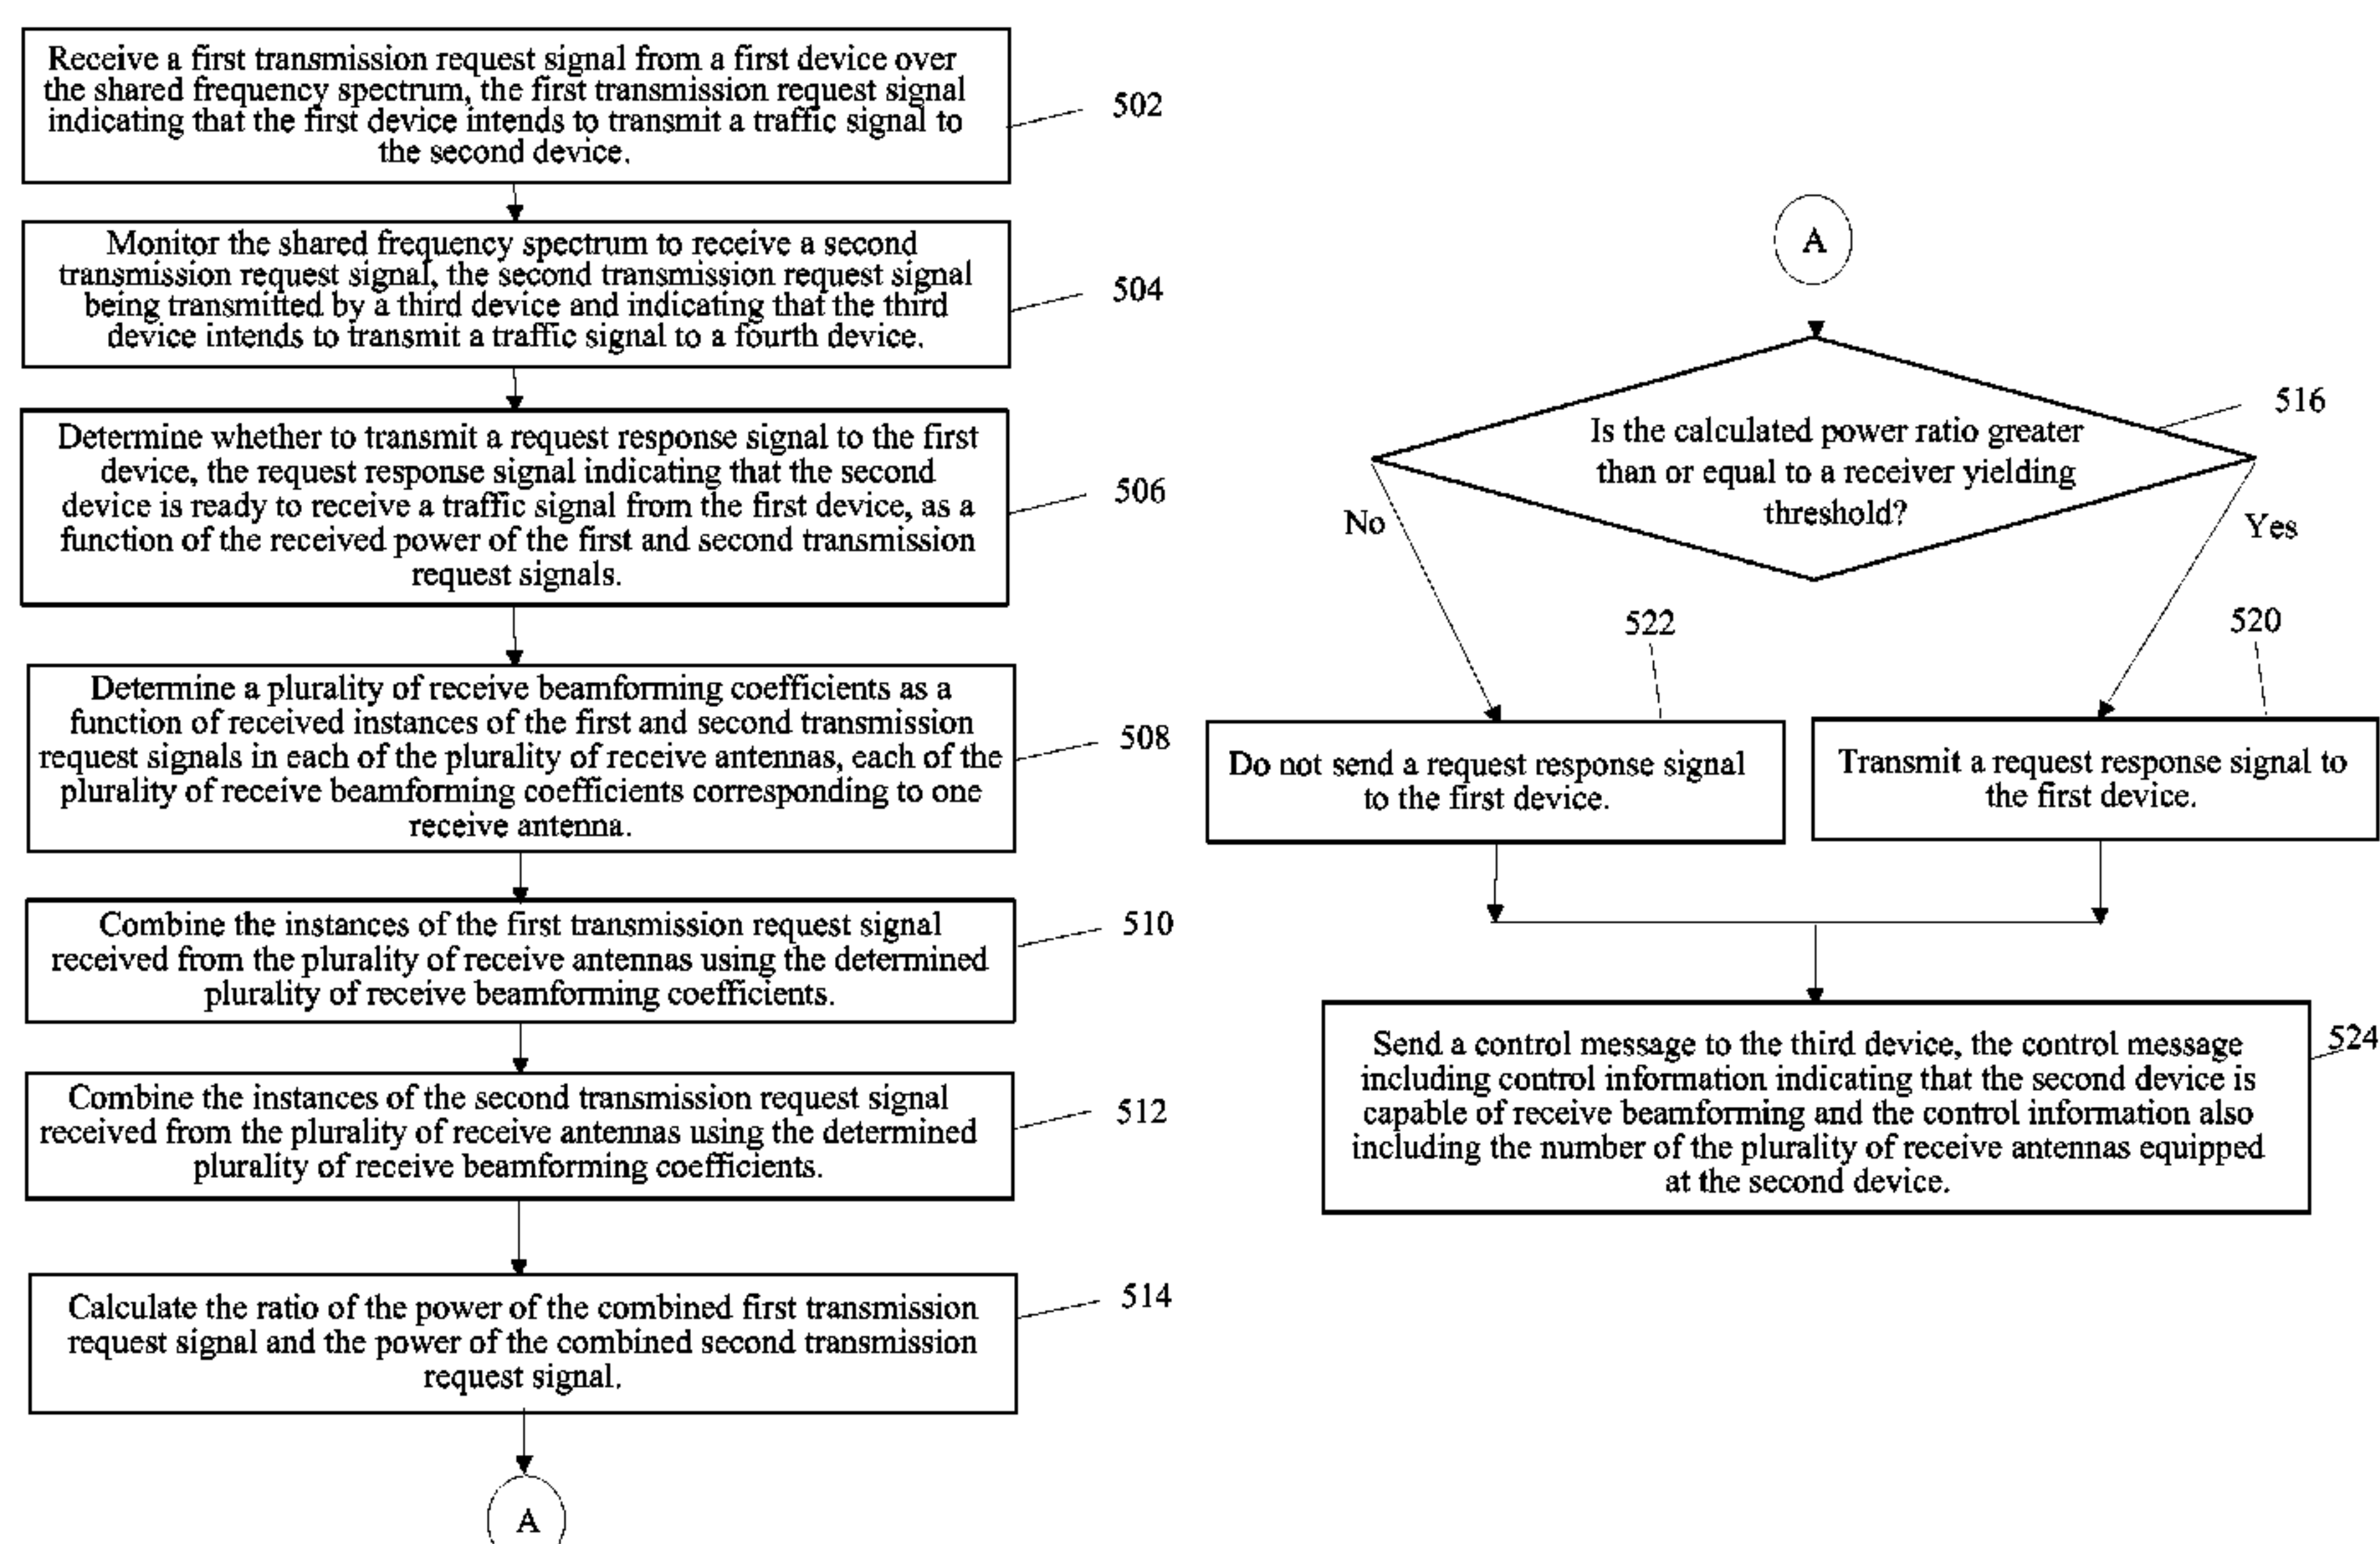 Receive a first transmission request signal from a first device over
the shared frequency spectrum, the first transmission request signal
indicating that the first device intends to transmit a traffic signal to
the second device.
502
Monitor the shared frequency spectrum to receive a second
transmission request signal, the second transmission request signal
being transmitted by a third device and indicating that the third
device intends to transmit a traffic signal to a fourth device.
504
Determine whether to transmit a request response signal to the first
device, the request response signal indicating that the second
device is ready to receive a traffic signal from the first device, as a
function of the received power of the first and second transmission
request signals.
506
Determine a plurality of receive beamforming coefficients as a
function of received instances of the first and second transmission
request signals in each of the plurality of receive antennas, each of the
plurality of receive beamforming coefficients corresponding to one
receive antenna.
508
Combine the instances of the first transmission request signal
received from the plurality of receive antennas using the determined
plurality of receive beamforming coefficients.
510
Combine the instances of the second transmission request signal
received from the plurality of receive antennas using the determined
plurality of receive beamforming coefficients.
512
Calculate the ratio of the power of the combined first transmission
request signal and the power of the combined second transmission
request signal.
514
A
A
Is the calculated power ratio greater
than or equal to a receiver yielding
threshold?
516
No
Yes
522
520
Do not send a request response signal
to the first device.
Transmit a request response signal to
the first device.
Send a control message to the third device, the control message
including control information indicating that the second device is
capable of receive beamforming and the control information also
including the number of the plurality of receive antennas equipped
at the second device.
524